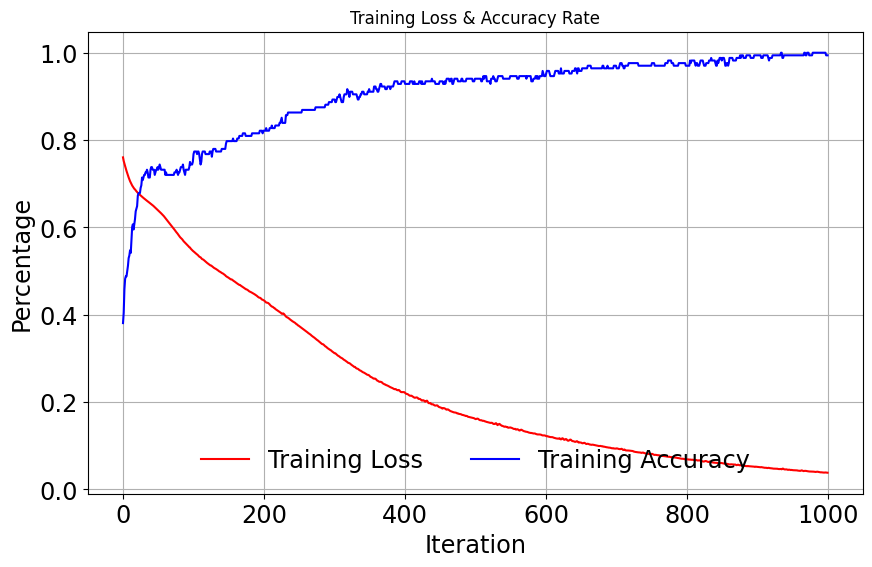 Training Loss & Accuracy Rate
1.0
0.8
0.6
0.4
0.2
0.0
Percentage
Training Loss
Training Accuracy
0 200 400 600 800 1000
Iteration